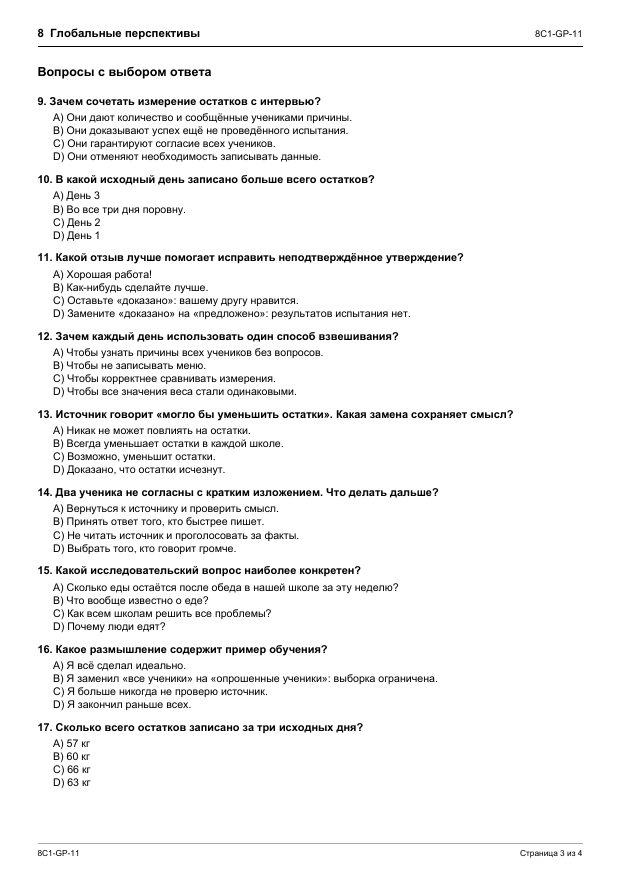 8 Глобальные перспективы
8C1-GP-11
Вопросы с выбором ответа
9. Зачем сочетать измерение остатков с интервью?
A) Они дают количество и сообщённые учениками причины.
B) Они доказывают успех ещё не проведённого испытания.
C) Они гарантируют согласие всех учеников.
D) Они отменяют необходимость записывать данные.
10. В какой исходный день записано больше всего остатков?
A) День 3
B) Во все три дня поровну.
C) День 2
D) День 1
11. Какой отзыв лучше помогает исправить неподтверждённое утверждение?
A) Хорошая работа!
B) Как-нибудь сделайте лучше.
C) Оставьте «доказано»: вашему другу нравится.
D) Замените «доказано» на «предложено»: результатов испытания нет.
12. Зачем каждый день использовать один способ взвешивания?
A) Чтобы узнать причины всех учеников без вопросов.
B) Чтобы не записывать меню.
C) Чтобы корректнее сравнивать измерения.
D) Чтобы все значения веса стали одинаковыми.
13. Источник говорит «могло бы уменьшить остатки». Какая замена сохраняет смысл?
A) Никак не может повлиять на остатки.
B) Всегда уменьшает остатки в каждой школе.
C) Возможно, уменьшит остатки.
D) Доказано, что остатки исчезнут.
14. Два ученика не согласны с кратким изложением. Что делать дальше?
A) Вернуться к источнику и проверить смысл.
B) Принять ответ того, кто быстрее пишет.
C) Не читать источник и проголосовать за факты.
D) Выбрать того, кто говорит громче.
15. Какой исследовательский вопрос наиболее конкретен?
A) Сколько еды остаётся после обеда в нашей школе за эту неделю?
B) Что вообще известно о еде?
C) Как всем школам решить все проблемы?
D) Почему люди едят?
16. Какое размышление содержит пример обучения?
A) Я всё сделал идеально.
B) Я заменил «все ученики» на «опрошенные ученики»: выборка ограничена.
C) Я больше никогда не проверю источник.
D) Я закончил раньше всех.
17. Сколько всего остатков записано за три исходных дня?
A) 57 кг
B) 60 кг
C) 66 кг
D) 63 кг
8C1-GP-11
Страница 3 из 4